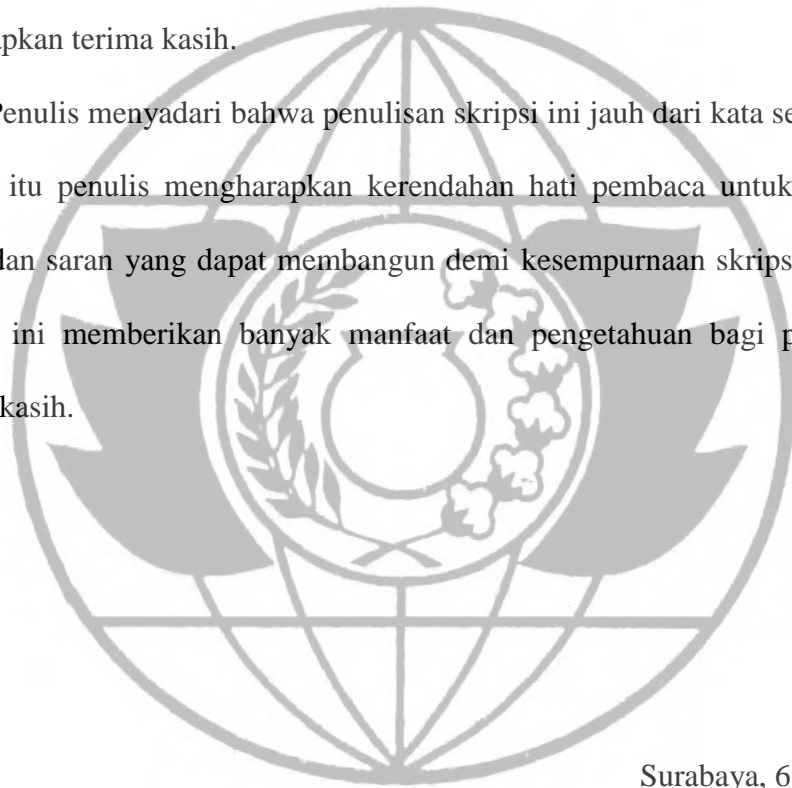 apkan terima kasih.
Penulis menyadari bahwa penulisan skripsi ini jauh dari kata se
itu penulis mengharapkan kerendahan hati pembaca untuk
dan saran yang dapat membangun demi kesempurnaan skrips
ini memberikan banyak manfaat dan pengetahuan bagi p
kasih.
Surabaya, 6